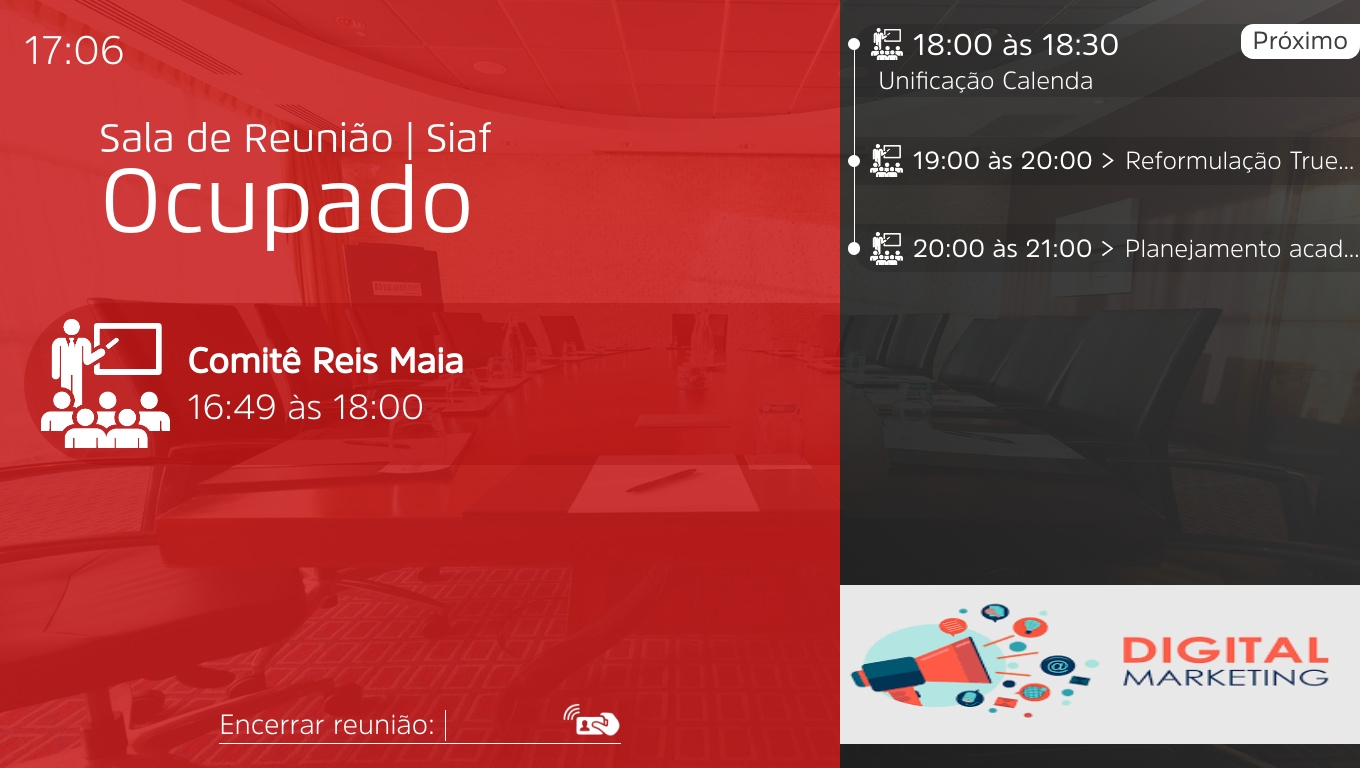 17:06
Sala de Reunião | Siaf
Ocupado
Comitê Reis Maia
16:49 às 18:00
Encerrar reunião:
18:00 às 18:30
Próximo
Unificação Calenda
19:00 às 20:00 > Reformulação True...
20:00 às 21:00 > Planejamento acad...
@
DIGITAL
MARKETING